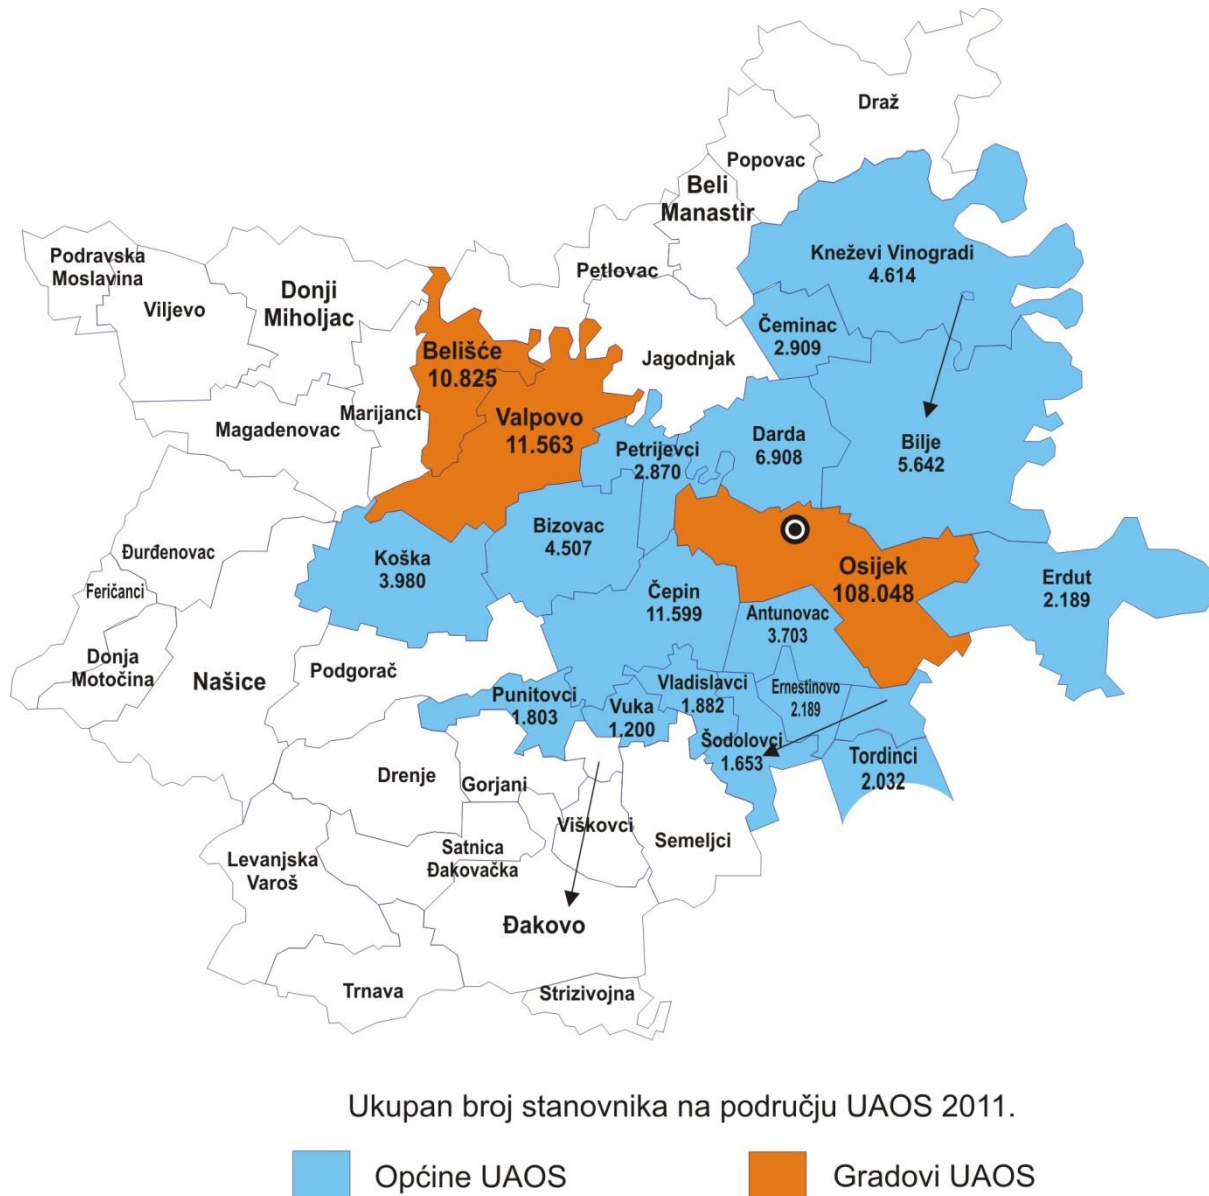 Draž
Popovac
Beli
Manastir
Kneževi Vinogradi
4.614
Podravska
Moslavina
Viljevo
Donji
Miholjac
Petlovac
Čeminac
2.909
Belišće
10.825
Jagodnjak
Marijanci
Valpovo
11.563
Magadenovac
Petrijevci
2.870
Darda
6.908
Bilje
5.642
Bizovac
4.507
Đurđenovac
Koška
3.980
Osijek
108.048
Feričanci
Čepin
11.599
Erdut
2.189
Antunovac
3.703
Donja
Motočina
Našice
Podgorač
Punitovci
1.803
Vuka
1.200
Vladislavci
1.882
Ernestinovo
2.189
Šodolovci
1.653
Tordinci
2.032
Drenje
Gorjani
Viškovci
Semeljci
Satnica
Đakovačka
Levanjska
Varoš
Đakovo
Trnava
Strizivojna
Ukupan broj stanovnika na području UAOS 2011.
Općine UAOS
Gradovi UAOS